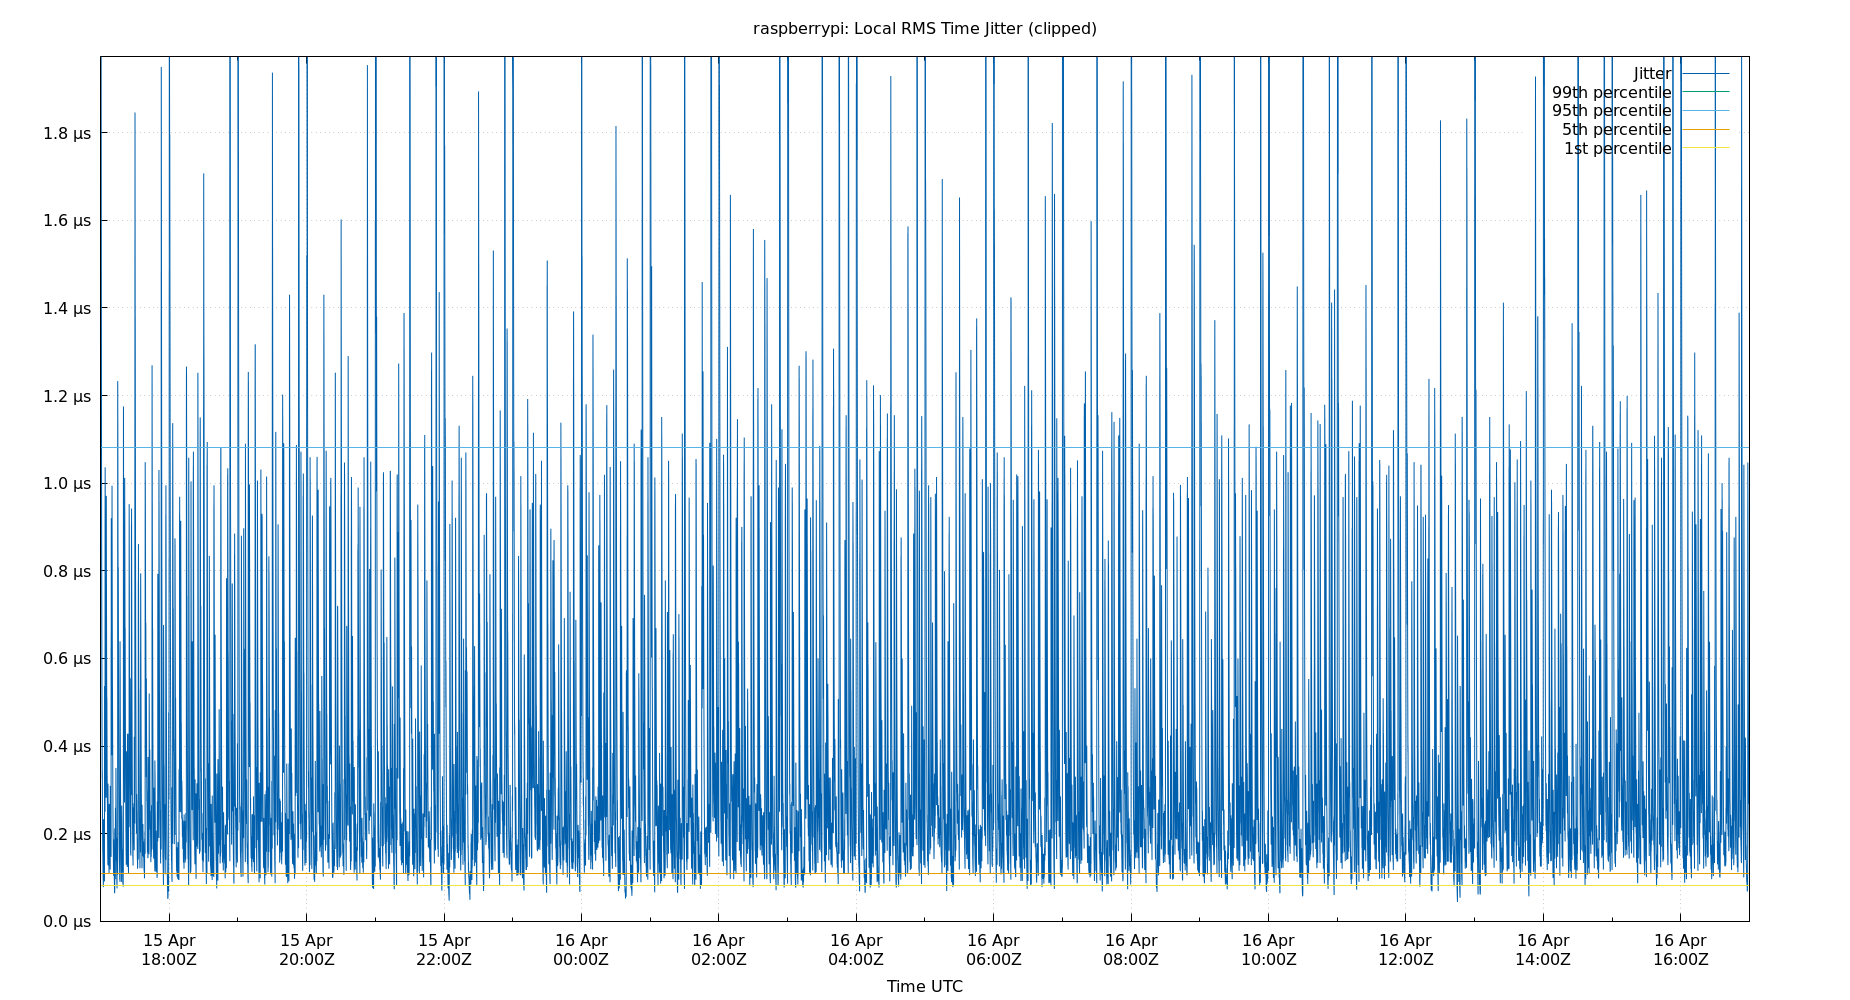 raspberrypi: Local RMS Time Jitter (clipped)
Jitter
99th percentile
95th percentile
5th percentile
1st percentile
1.8 µs
1.6 µs
1.4 µs
1.2 µs
1.0 µs
0.8 µs
0.6 µs
0.4 µs
0.2 µs
0.0 µs
15 Apr 15 Apr 15 Apr 16 Apr 16 Apr 16 Apr 16 Apr 16 Apr 16 Apr 16 Apr 16 Apr 16 Apr
18:00Z 20:00Z 22:00Z 00:00Z 02:00Z 04:00Z 06:00Z 08:00Z 10:00Z 12:00Z 14:00Z 16:00Z
Time UTC